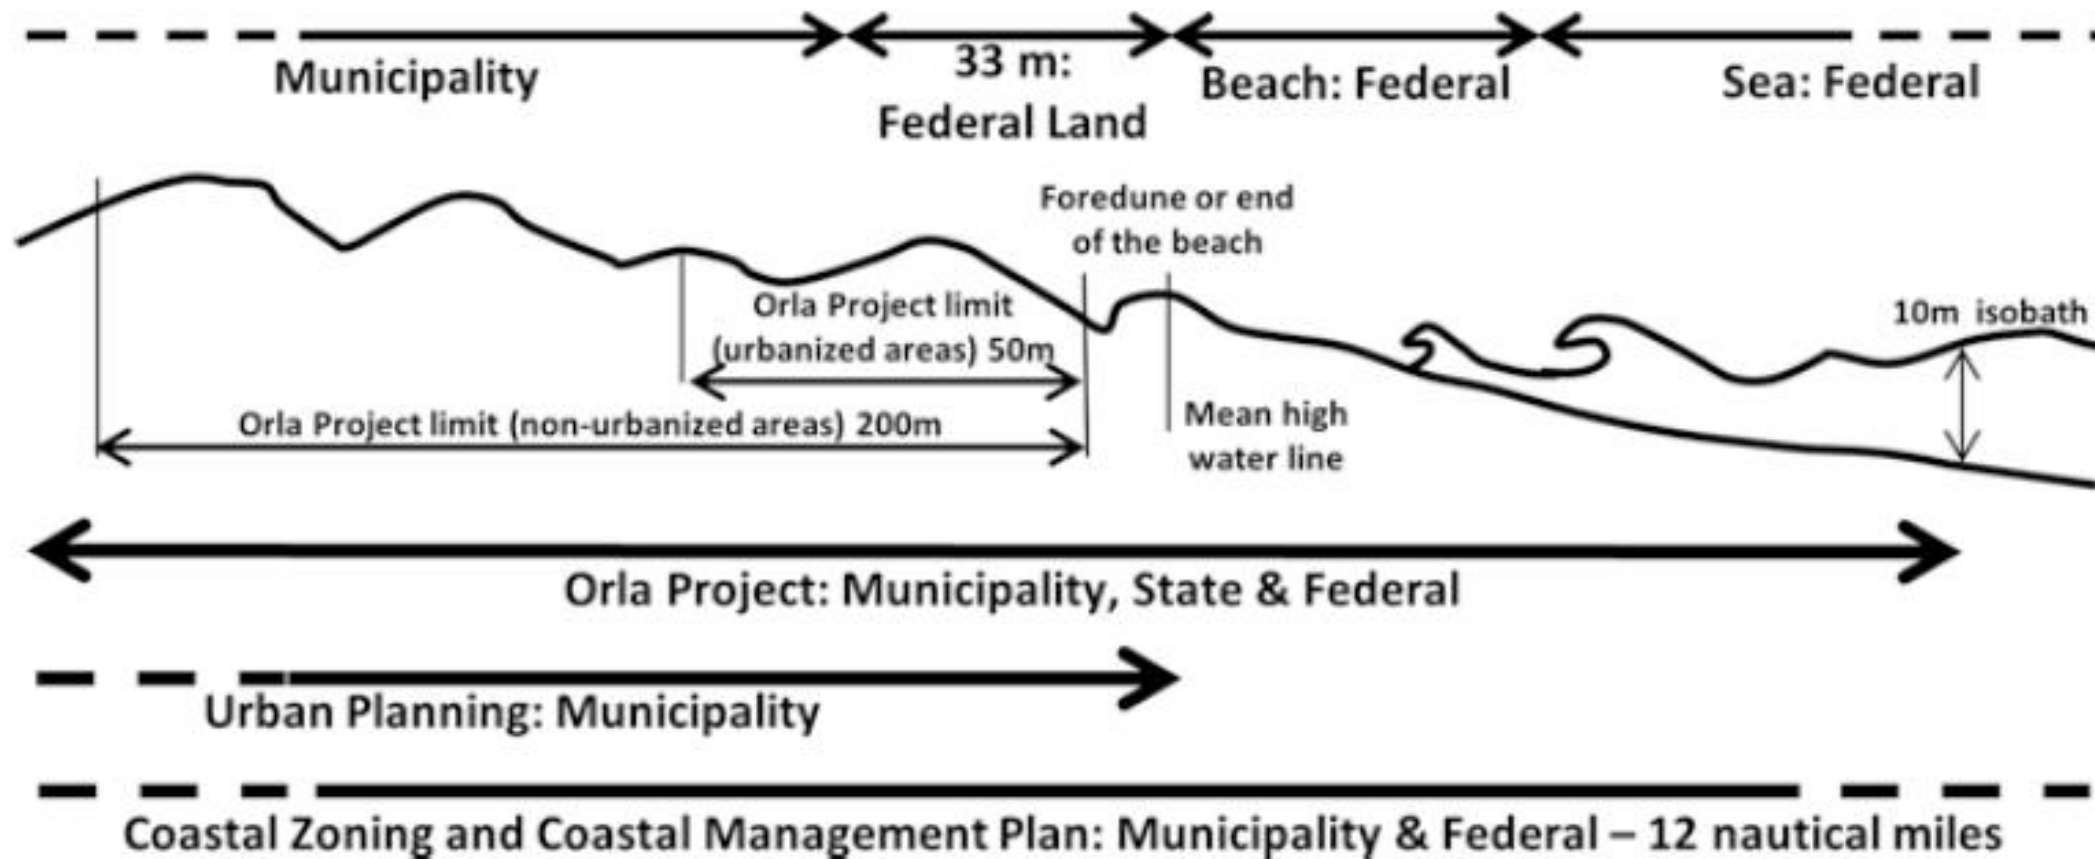 Municipality
33 m:
Federal Land
Beach: Federal
Sea: Federal
Foredune or end
of the beach
Orla Project limit
(urbanized areas) 50m
10m isobath
Orla Project limit (non-urbanized areas) 200m
Mean high
water line
Orla Project: Municipality, State & Federal
Urban Planning: Municipality
Coastal Zoning and Coastal Management Plan: Municipality & Federal – 12 nautical miles